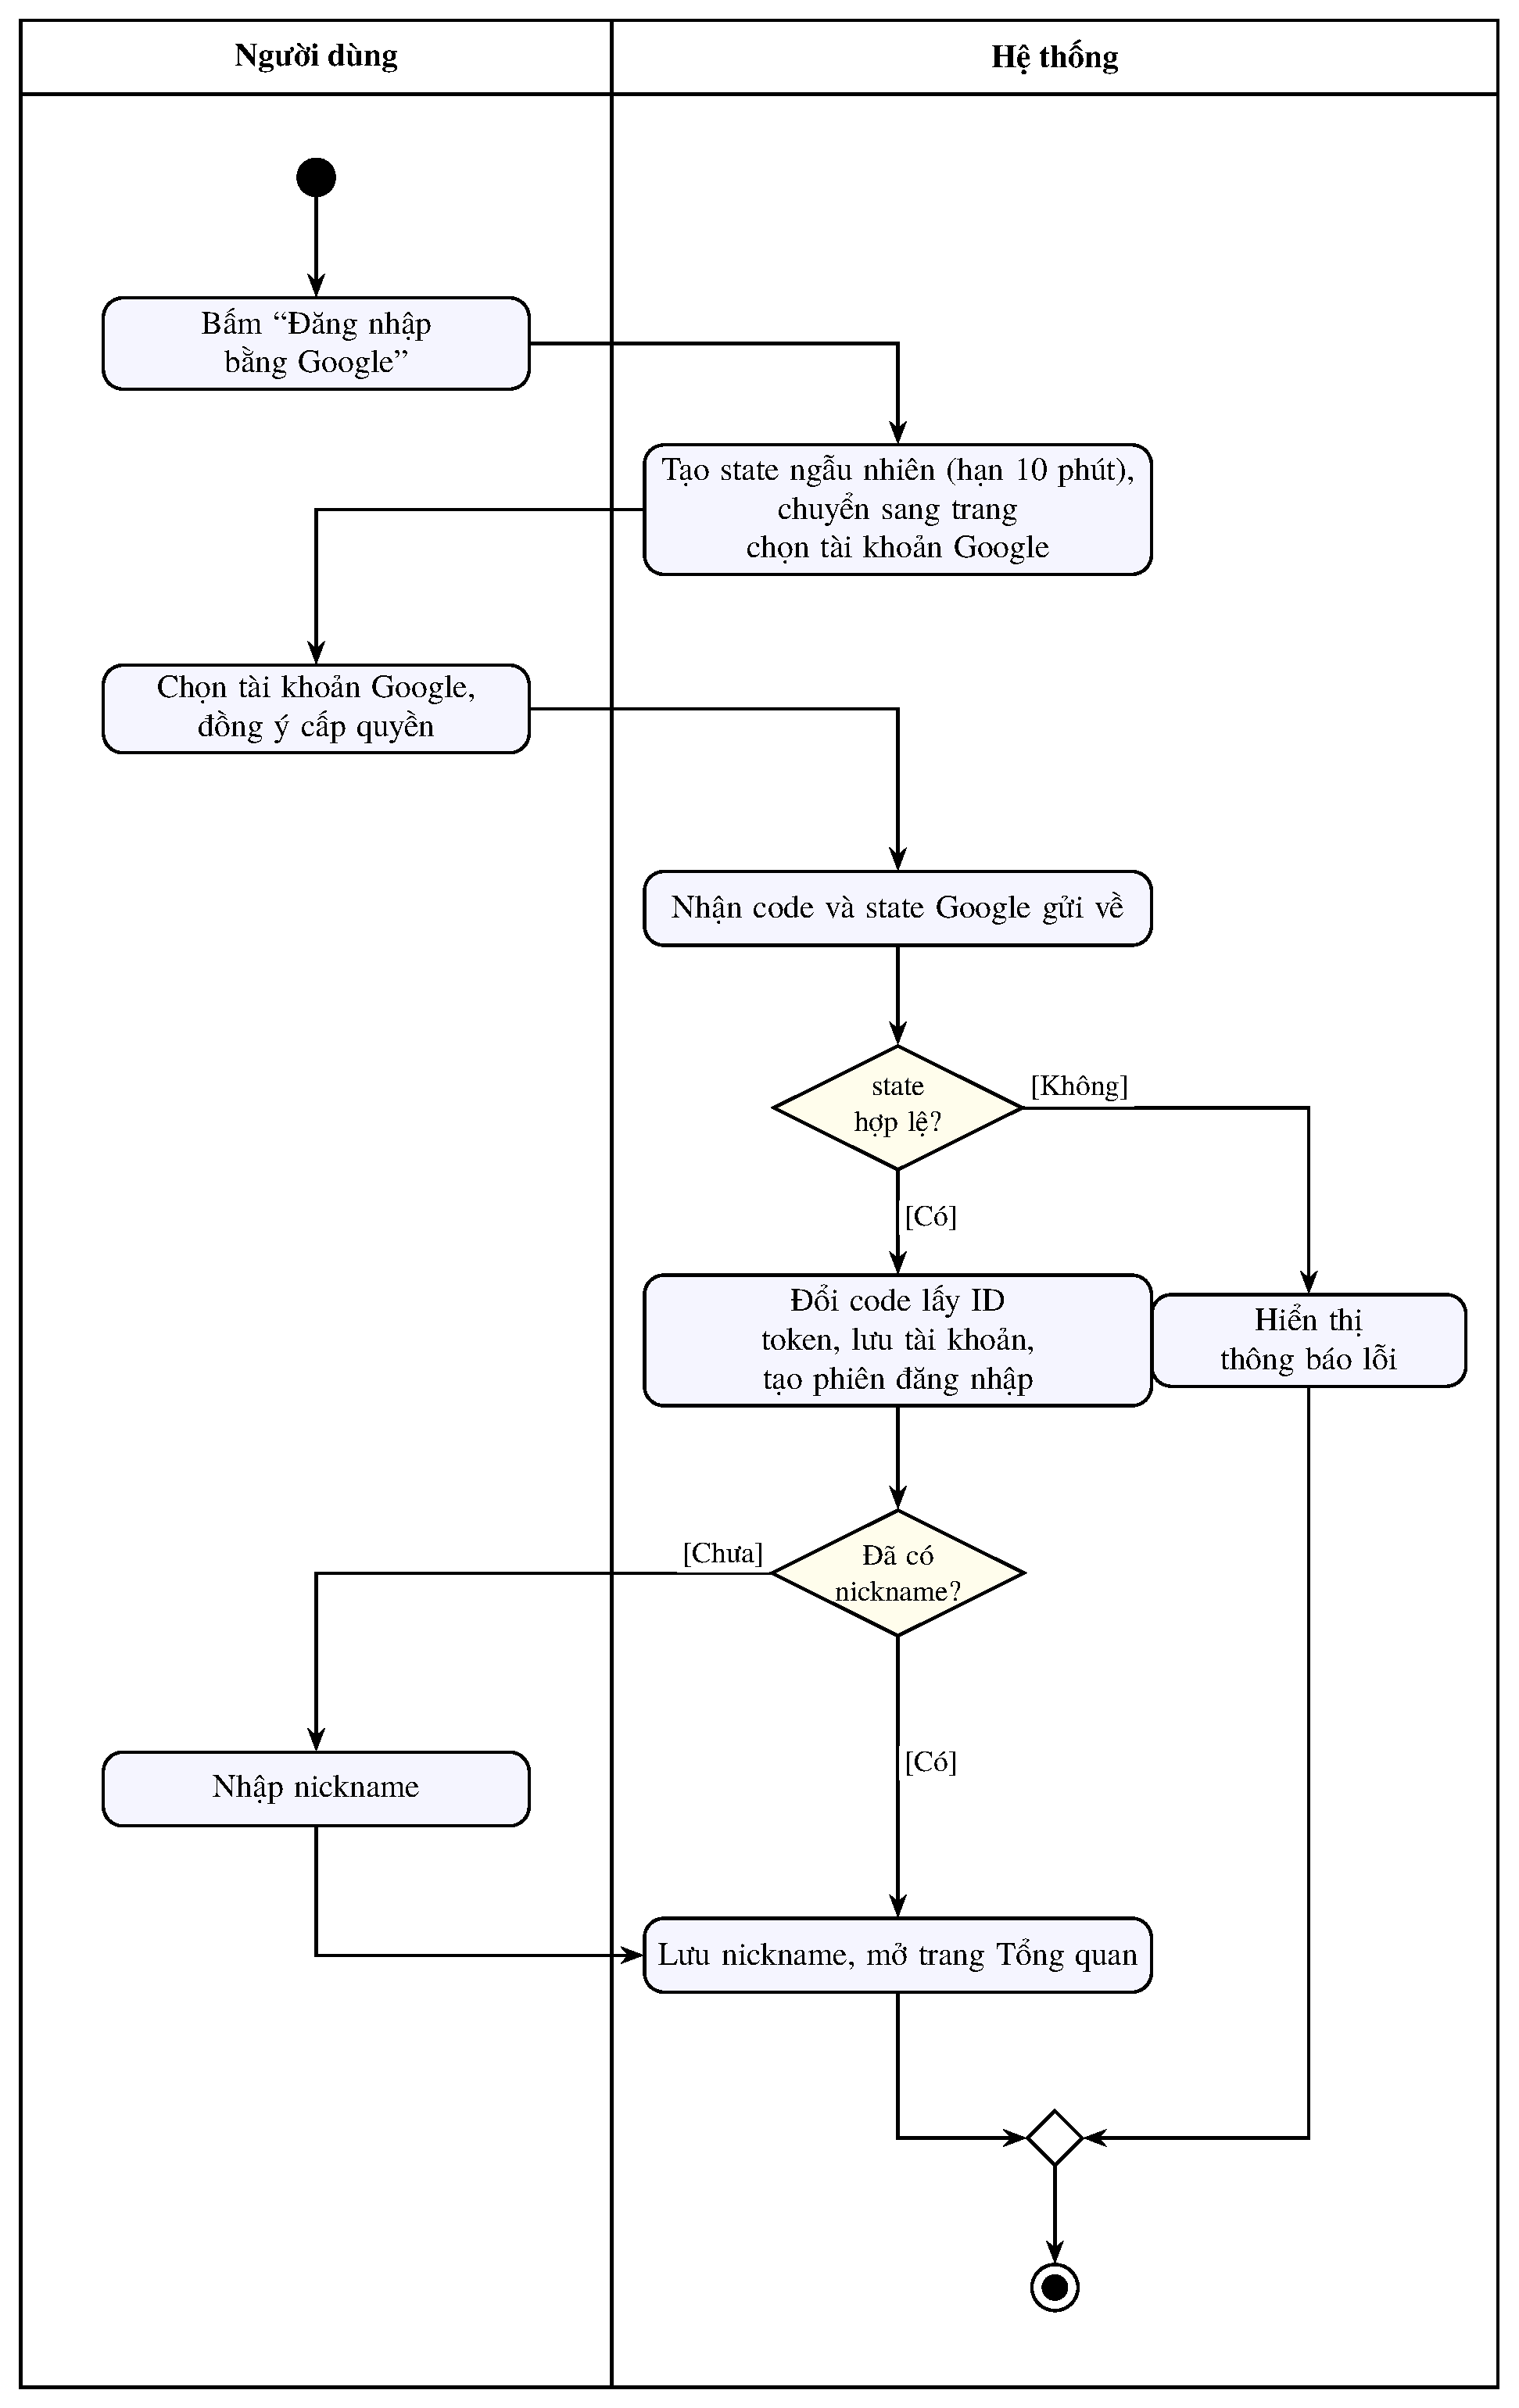 Người dùng
Hệ thống
Bấm “Đăng nhập
bằng Google”
Tạo state ngẫu nhiên (hạn 10 phút),
chuyển sang trang
chọn tài khoản Google
Chọn tài khoản Google,
đồng ý cấp quyền
Nhận code và state Google gửi về
state
hợp lệ?
[Không]
[Có]
Đổi code lấy ID
token, lưu tài khoản,
tạo phiên đăng nhập
Hiển thị
thông báo lỗi
[Chưa]
Đã có
nickname?
[Có]
Nhập nickname
Lưu nickname, mở trang Tổng quan